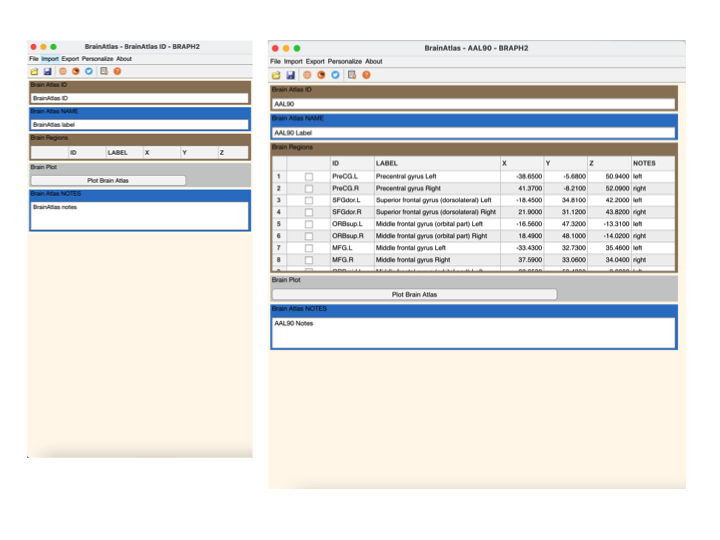 BrainAtlas - BrainAtlas ID - BRAPH2
File Import Export Personalize About
Brain Atlas ID
BrainAtlas ID
Brain Atlas NAME
BrainAtlas label
Brain Regions
ID LABEL X Y Z
Brain Plot
Plot Brain Atlas
Brain Atlas NOTES
BrainAtlas notes
BrainAtlas - AAL90 - BRAPH2
File Import Export Personalize About
Brain Atlas ID
AAL90
Brain Atlas NAME
AAL90 Label
Brain Regions
ID LABEL X Y Z NOTES
1 PreCG.L Precentral gyrus Left -38.6500 -5.6800 50.9400 left
2 PreCG.R Precentral gyrus Right 41.3700 -8.2100 52.0900 right
3 SFGdor.L Superior frontal gyrus (dorsolateral) Left -18.4500 34.8100 42.2000 left
4 SFGdor.R Superior frontal gyrus (dorsolateral) Right 21.9000 31.1200 43.8200 right
5 ORBsup.L Middle frontal gyrus (orbital part) Left -16.5600 47.3200 -13.3100 left
6 ORBsup.R Middle frontal gyrus (orbital part) Right 18.4900 48.1000 -14.0200 right
7 MFG.L Middle frontal gyrus Left -33.4300 32.7300 35.4600 left
8 MFG.R Middle frontal gyrus Right 37.5900 33.0600 34.0400 right
Brain Plot
Plot Brain Atlas
Brain Atlas NOTES
AAL90 Notes